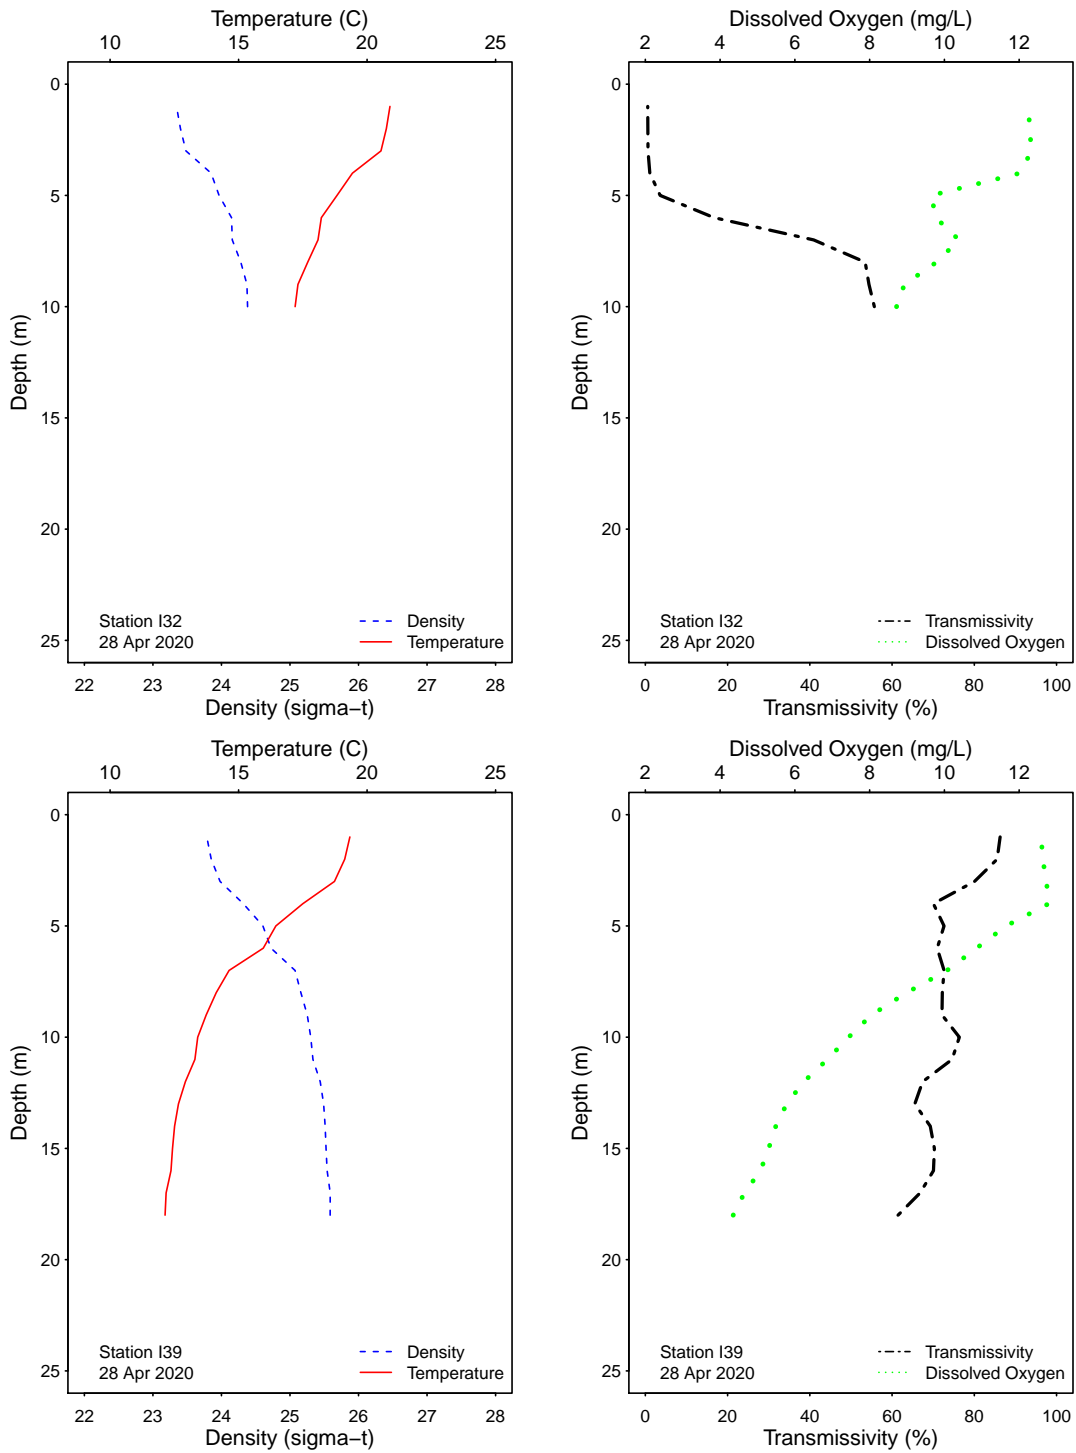 Temperature (C)
10 15 20 25
0
5
10
15
20
25
Depth (m)
Station I32
28 Apr 2020
Density
Temperature
22 23 24 25 26 27 28
Density (sigma−t)
Dissolved Oxygen (mg/L)
2 4 6 8 10 12
0
5
10
15
20
25
Depth (m)
Station I32
28 Apr 2020
Transmissivity
Dissolved Oxygen
0 20 40 60 80 100
Transmissivity (%)
Temperature (C)
10 15 20 25
0
5
10
15
20
25
Depth (m)
Station I39
28 Apr 2020
Density
Temperature
22 23 24 25 26 27 28
Density (sigma−t)
Dissolved Oxygen (mg/L)
2 4 6 8 10 12
0
5
10
15
20
25
Depth (m)
Station I39
28 Apr 2020
Transmissivity
Dissolved Oxygen
0 20 40 60 80 100
Transmissivity (%)